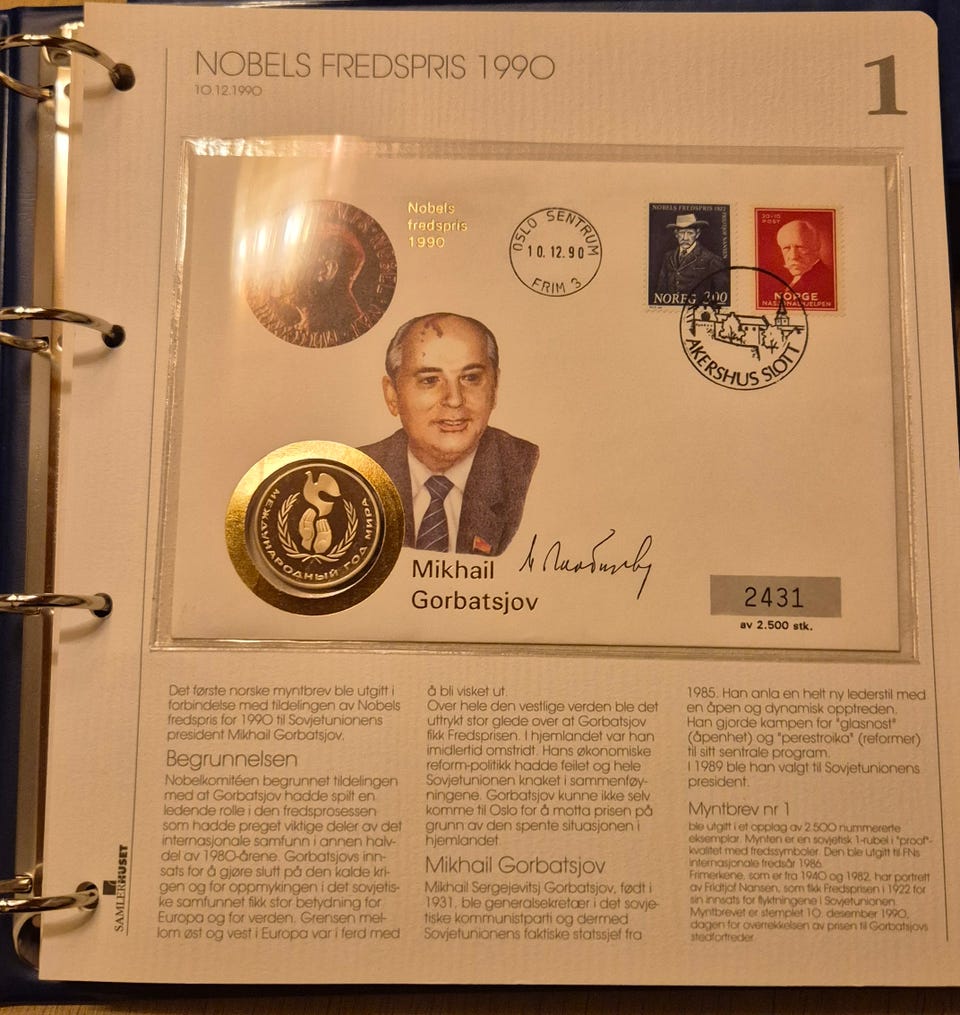 NOBELS FREDSPRIS 1990
10.12.1990
1
Nobels
fredspris
1990
OSLO SENTRUM
10.12.90
FRIM 3
NOBELS FREDSPRIS 1922
FRIDTJOF NANSEN
NOREG 200
20+10
POST
NORGE
NASJONALHJELPEN
AKERSHUS SLOTT
МЕЖДУНАРОДНЫЙ ГОД МИРА
Mikhail
Gorbatsjov
2431
av 2.500 stk.
Det første norske myntbrev ble utgitt i
forbindelse med tildelingen av Nobels
fredspris for 1990 til Sovjetunionens
president Mikhail Gorbatsjov.
Begrunnelsen
Nobelkomitéen begrunnet tildelingen
med at Gorbatsjov hadde spilt en
ledende rolle i den fredsprosessen
som hadde preget viktige deler av det
internasjonale samfunn i annen halv-
del av 1980-årene. Gorbatsjovs inn-
sats for å gjøre slutt på den kalde kri-
gen og for oppmykingen i det sovjetis-
ke samfunnet fikk stor betydning for
Europa og for verden. Grensen mel-
lom øst og vest i Europa var i ferd med
å bli visket ut.
Over hele den vestlige verden ble det
uttrykt stor glede over at Gorbatsjov
fikk Fredsprisen. I hjemlandet var han
imidlertid omstridt. Hans økonomiske
reform-politikk hadde feilet og hele
Sovjetunionen knaket i sammenføy-
ningene. Gorbatsjov kunne ikke selv
komme til Oslo for å motta prisen på
grunn av den spente situasjonen i
hjemlandet.
Mikhail Gorbatsjov
Mikhail Sergejevitsj Gorbatsjov, født i
1931, ble generalsekretær i det sovje-
tiske kommunistparti og dermed
Sovjetunionens faktiske statssjef fra
1985. Han anla en helt ny lederstil med
en åpen og dynamisk opptreden.
Han gjorde kampen for "glasnost"
(åpenhet) og "perestroika" (reformer)
til sitt sentrale program.
I 1989 ble han valgt til Sovjetunionens
president.
Myntbrev nr 1
ble utgitt i et opplag av 2.500 nummererte
eksemplar. Mynten er en sovjetisk 1-rubel i "proof"-
kvalitet med fredssymboler. Den ble utgitt til FNs
internasjonale fredsår 1986.
Frimerkene, som er fra 1940 og 1982, har portrett
av Fridtjof Nansen, som fikk Fredsprisen i 1922 for
sin innsats for flyktningene i Sovjetunionen.
Myntbrevet er stemplet 10. desember 1990,
dagen for overrekkelsen av prisen til Gorbatsjovs
stedfortreder.
SAMLERHUSET